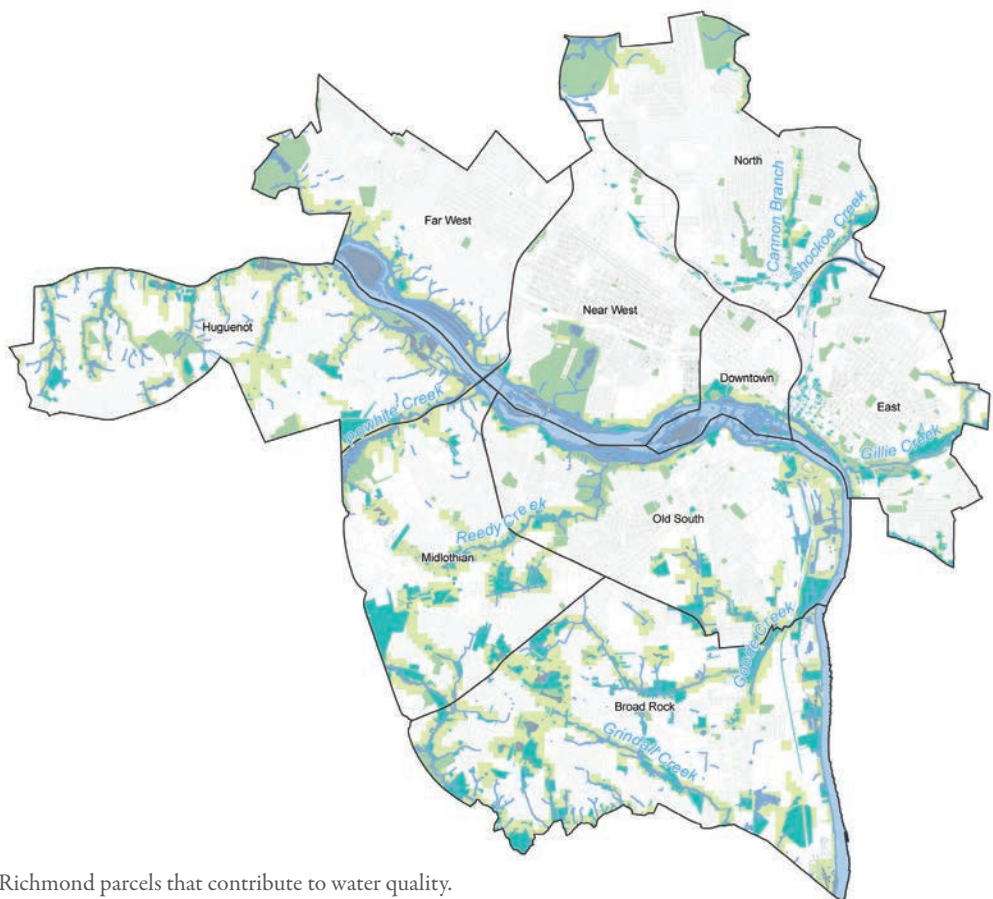 North
Cannon Branch
Shockoe Creek
Far West
Near West
Huguenot
Downtown
East
Powhite Creek
Gillie Creek
Reedy Creek
Old South
Midlothian
Goode Creek
Broad Rock
Grindall Creek
Richmond parcels that contribute to water quality.